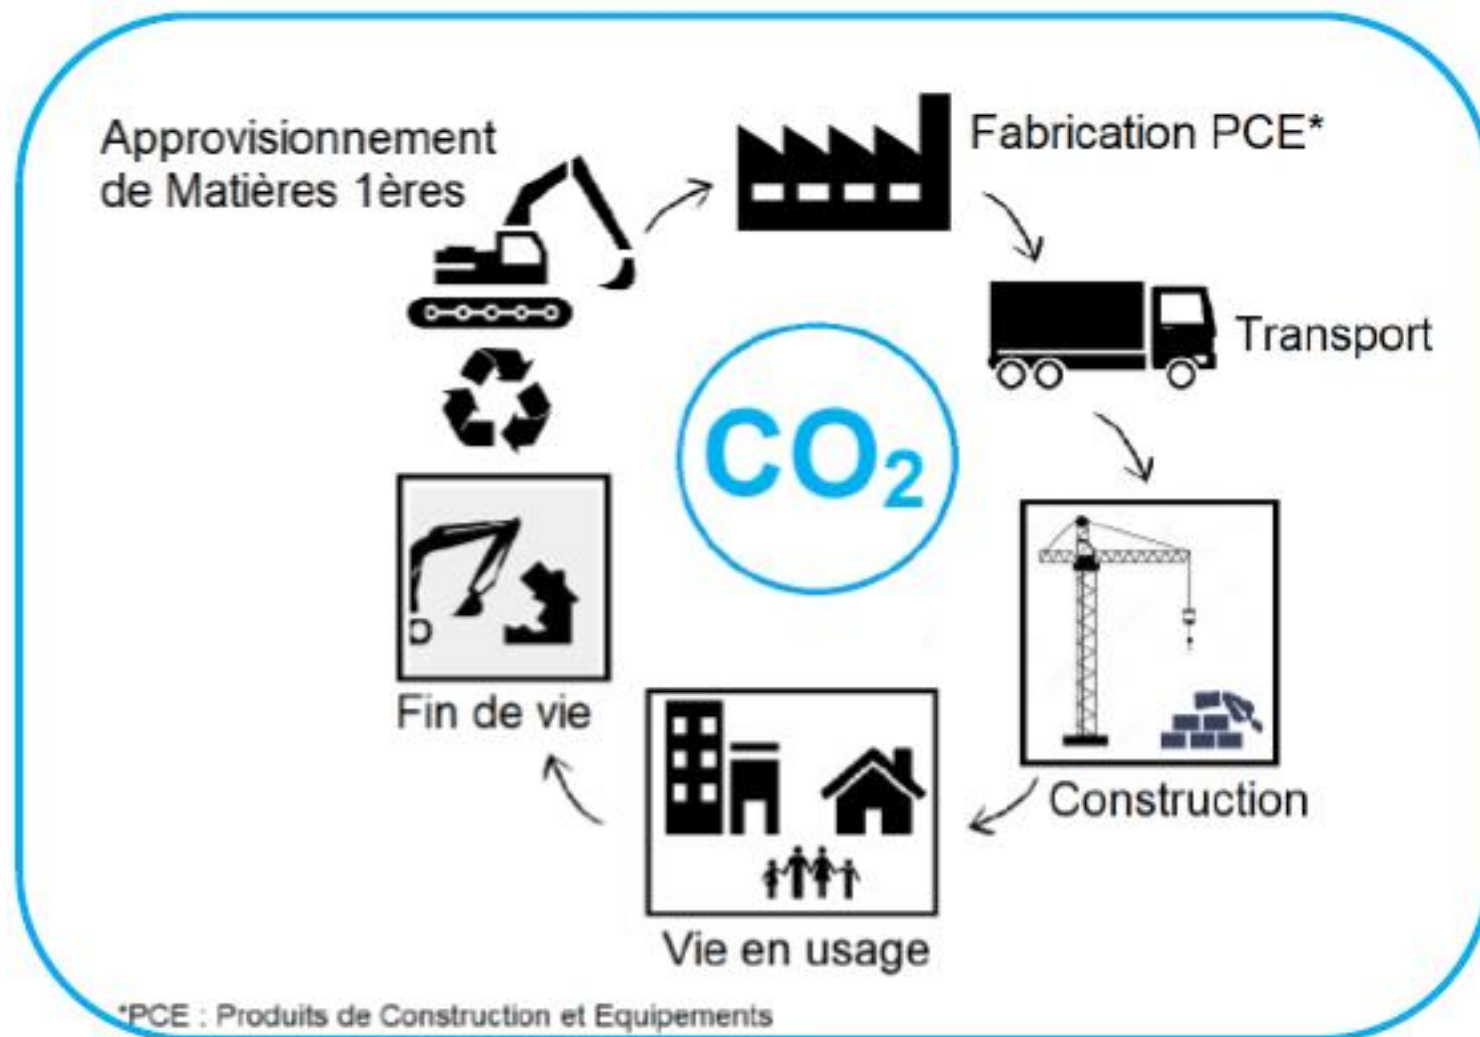 Approvisionnement
de Matières 1ères
Fabrication PCE*
Transport
CO₂
Construction
Vie en usage
Fin de vie
*PCE : Produits de Construction et Equipements